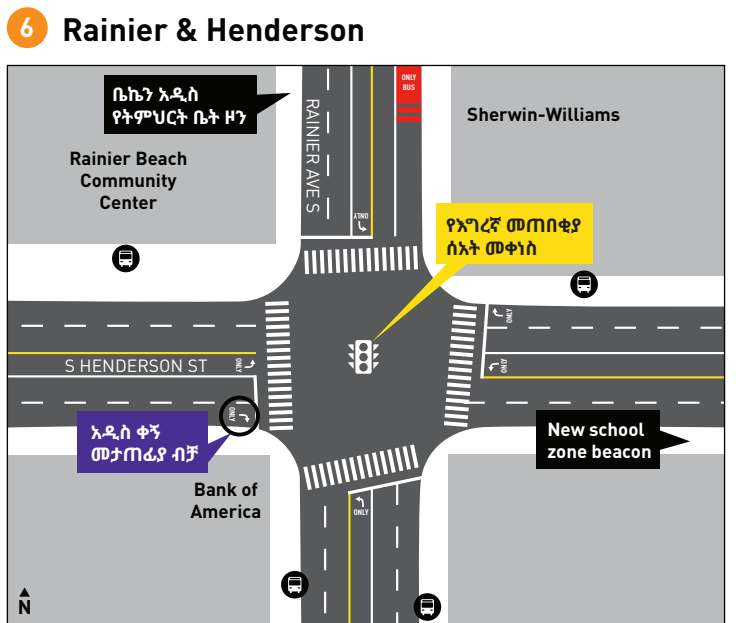 6 Rainier & Henderson
ቤኬን አዲስ
የትምህርት ቤት ዞን
RAINIER AVE S
ONLY
BUS
Sherwin-Williams
Rainier Beach
Community
Center
ONLY
የእግረኛ መጠበቂያ
ሰአት መቀነስ
ONLY
S HENDERSON ST
ONLY
ONLY
ONLY
አዲስ ቀኝ
መታጠፊያ ብቻ
New school
zone beacon
Bank of
America
ONLY
N